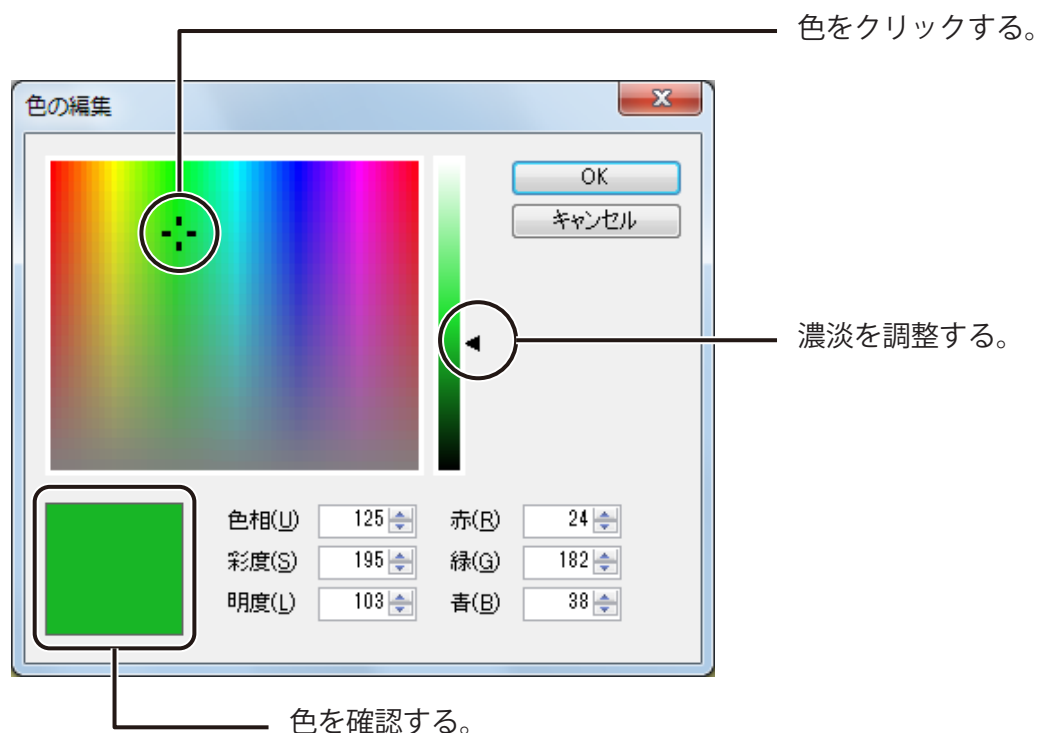 色をクリックする。
色の編集
OK
キャンセル
濃淡を調整する。
色相(U) 125 赤(R) 24
彩度(S) 195 緑(G) 182
明度(L) 103 青(B) 38
色を確認する。